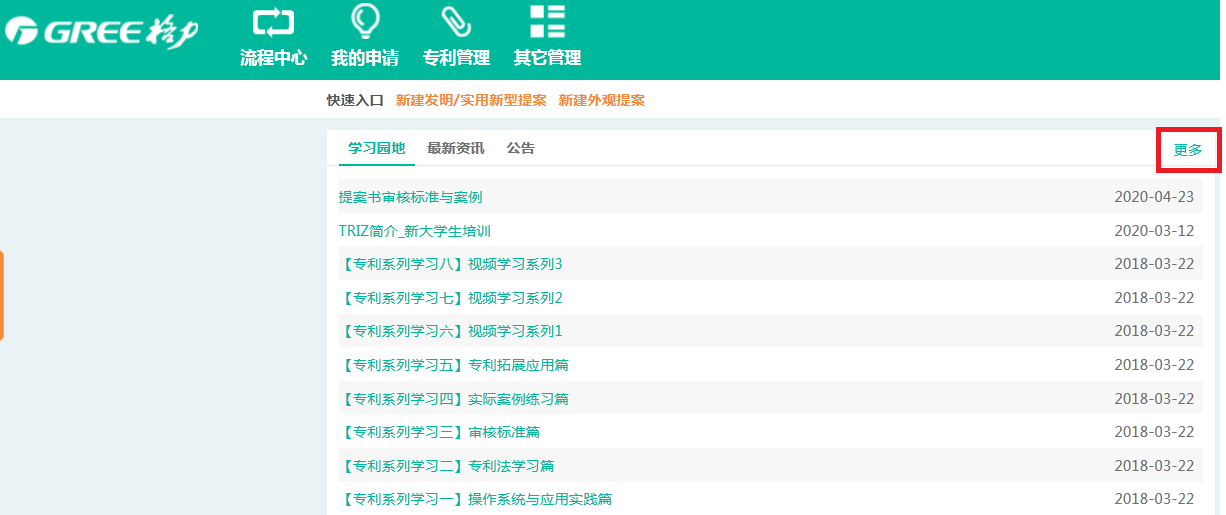 GREE格力
流程中心 我的申请 专利管理 其它管理
快速入口 新建发明/实用新型提案 新建外观提案
学习园地 最新资讯 公告 更多
提案书审核标准与案例 2020-04-23
TRIZ简介_新大学生培训 2020-03-12
【专利系列学习八】视频学习系列3 2018-03-22
【专利系列学习七】视频学习系列2 2018-03-22
【专利系列学习六】视频学习系列1 2018-03-22
【专利系列学习五】专利拓展应用篇 2018-03-22
【专利系列学习四】实际案例练习篇 2018-03-22
【专利系列学习三】审核标准篇 2018-03-22
【专利系列学习二】专利法学习篇 2018-03-22
【专利系列学习一】操作系统与应用实践篇 2018-03-22